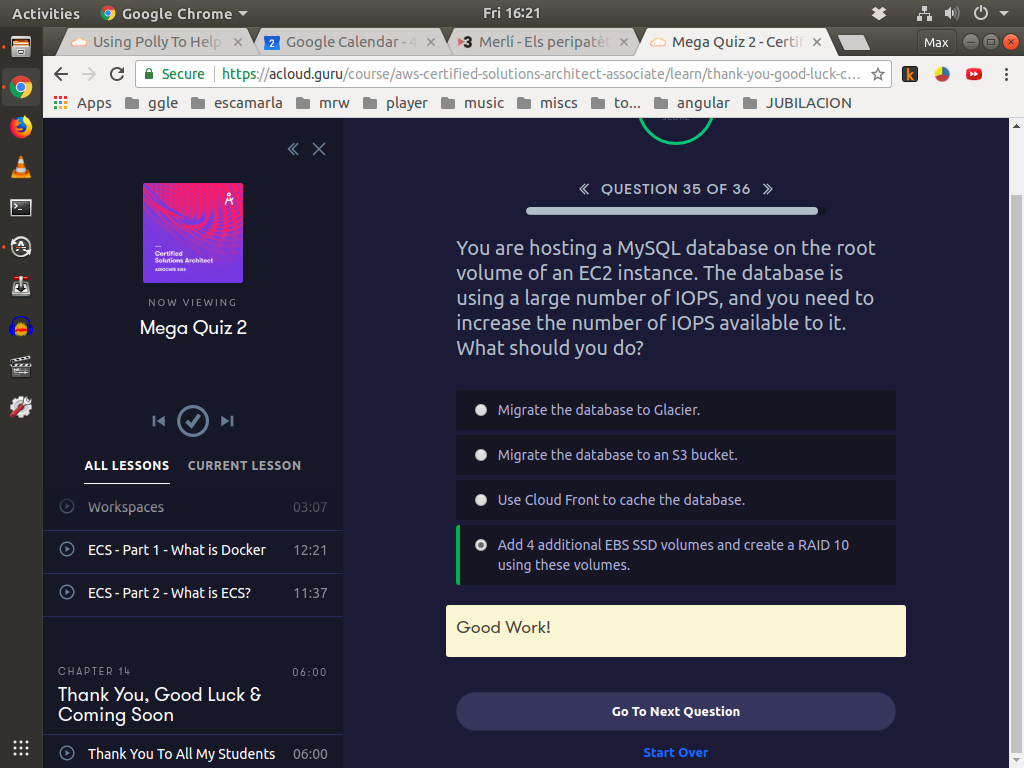 Activities
Google Chrome
Fri 16:21
Using Polly To Help
Google Calendar - 4
Merlí - Els peripatèt
Mega Quiz 2 - Certif
Max
Secure
https://acloud.guru/course/aws-certified-solutions-architect-associate/learn/thank-you-good-luck-c...
Apps
ggle
escamarla
mrw
player
music
miscs
to...
angular
JUBILACION
Certified
Solutions Architect
ASSOCIATE 2018
NOW VIEWING
Mega Quiz 2
ALL LESSONS
CURRENT LESSON
Workspaces 03:07
ECS - Part 1 - What is Docker 12:21
ECS - Part 2 - What is ECS? 11:37
CHAPTER 14 06:00
Thank You, Good Luck &
Coming Soon
Thank You To All My Students 06:00
SCORE
« QUESTION 35 OF 36 »
You are hosting a MySQL database on the root
volume of an EC2 instance. The database is
using a large number of IOPS, and you need to
increase the number of IOPS available to it.
What should you do?
Migrate the database to Glacier.
Migrate the database to an S3 bucket.
Use Cloud Front to cache the database.
Add 4 additional EBS SSD volumes and create a RAID 10
using these volumes.
Good Work!
Go To Next Question
Start Over